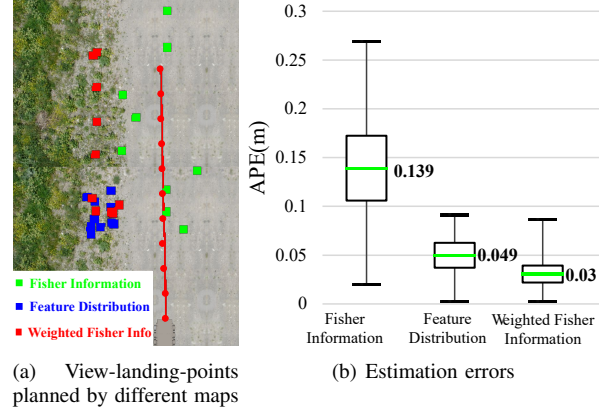 Fisher Information
Feature Distribution
Weighted Fisher Info
(a) View-landing-points
planned by different maps
APE(m)
0.3
0.25
0.2
0.15
0.1
0.05
0
0.139
0.049
0.03
Fisher
Information
Feature
Distribution
Weighted Fisher
Information
(b) Estimation errors